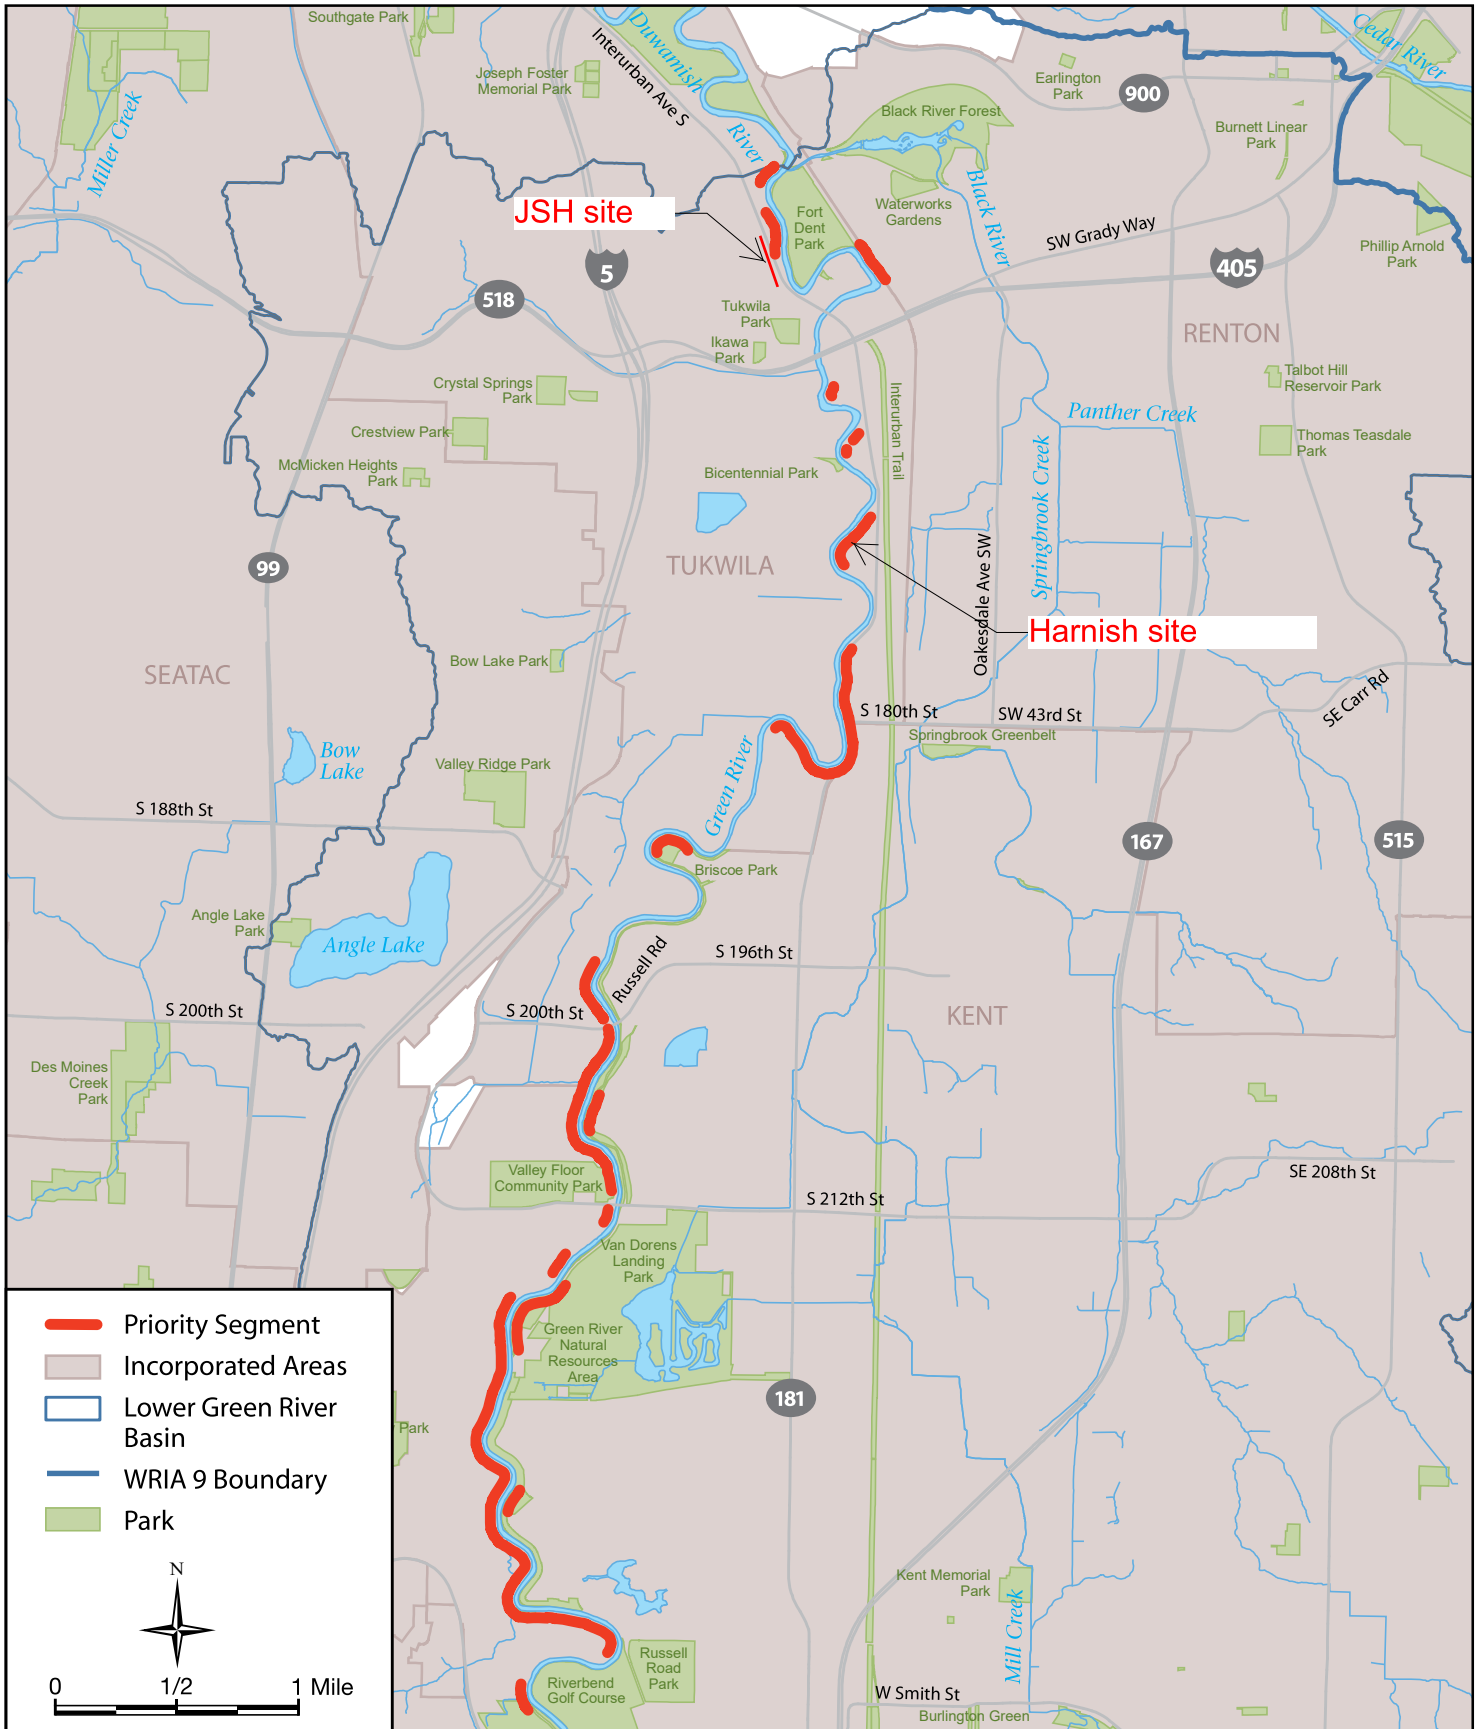 Southgate Park
Miller Creek
Joseph Foster
Memorial Park
Interurban Ave S
Duwamish
River
Cedar River
Earlington
Park
900
Black River Forest
Burnett Linear
Park
JSH site
Fort
Dent
Park
Waterworks
Gardens
Black River
SW Grady Way
Phillip Arnold
Park
5
405
518
Tukwila
Park
Ikawa
Park
RENTON
Crystal Springs
Park
Interurban Trail
Talbot Hill
Reservoir Park
Panther Creek
Crestview Park
Thomas Teasdale
Park
McMicken Heights
Park
Bicentennial Park
Springbrook Creek
TUKWILA
99
Oakesdale Ave SW
Harnish site
SEATAC
Bow Lake Park
SE Carr Rd
S 180th St
SW 43rd St
Springbrook Greenbelt
Bow
Lake
Valley Ridge Park
Green River
S 188th St
167
515
Briscoe Park
Angle Lake
Park
Angle Lake
Russell Rd
S 196th St
S 200th St
S 200th St
KENT
Des Moines
Creek
Park
Valley Floor
Community Park
SE 208th St
S 212th St
Van Dorens
Landing
Park
Green River
Natural
Resources
Area
181
Park
Kent Memorial
Park
Mill Creek
Russell
Road
Park
Riverbend
Golf Course
W Smith St
Burlington Green
Priority Segment
Incorporated Areas
Lower Green River
Basin
WRIA 9 Boundary
Park
N
0 1/2 1 Mile